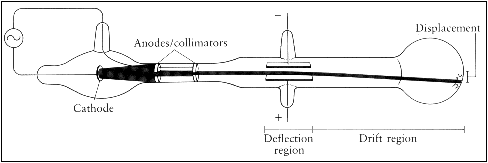 −
Displacement
Anodes/collimators
Cathode
+
Deflection
region
Drift region